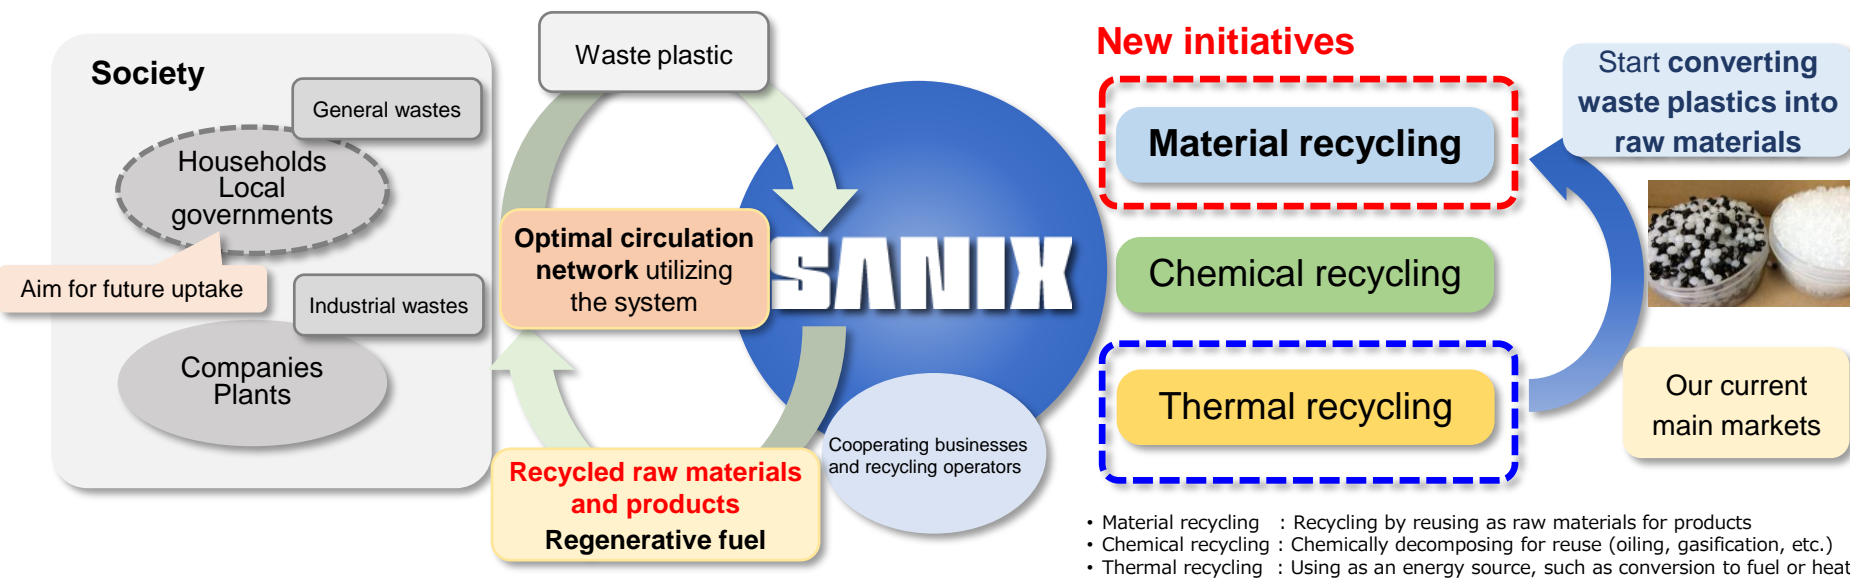 Society
General wastes
Households
Local
governments
Aim for future uptake
Industrial wastes
Companies
Plants
Waste plastic
Optimal circulation
network utilizing
the system
SANIX
Cooperating businesses
and recycling operators
Recycled raw materials
and products
Regenerative fuel
New initiatives
Material recycling
Chemical recycling
Thermal recycling
Start converting
waste plastics into
raw materials
Our current
main markets
• Material recycling : Recycling by reusing as raw materials for products
• Chemical recycling : Chemically decomposing for reuse (oiling, gasification, etc.)
• Thermal recycling : Using as an energy source, such as conversion to fuel or heat